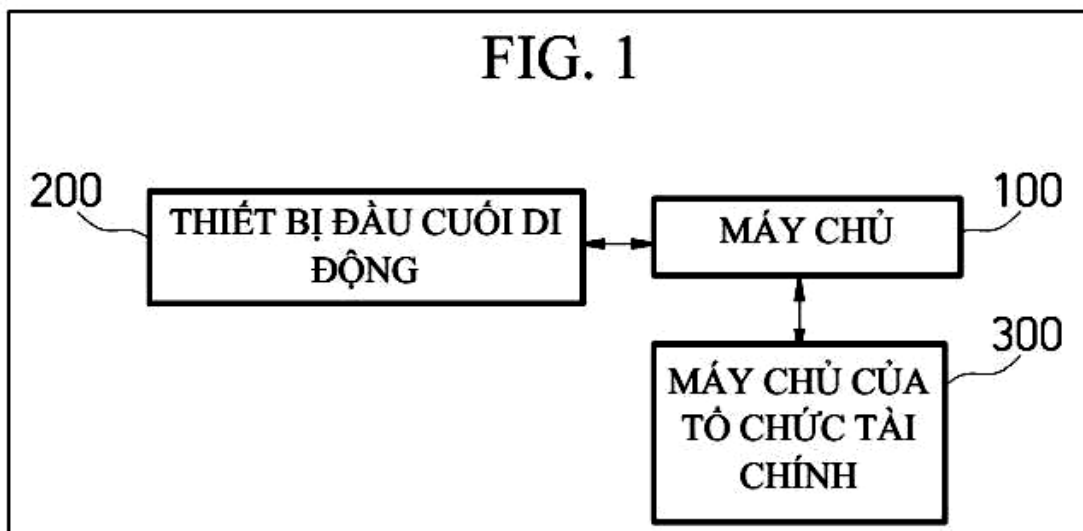 FIG. 1
200
THIẾT BỊ ĐẦU CUỐI DI
ĐỘNG
100
MÁY CHỦ
300
MÁY CHỦ CỦA
TỔ CHỨC TÀI
CHÍNH